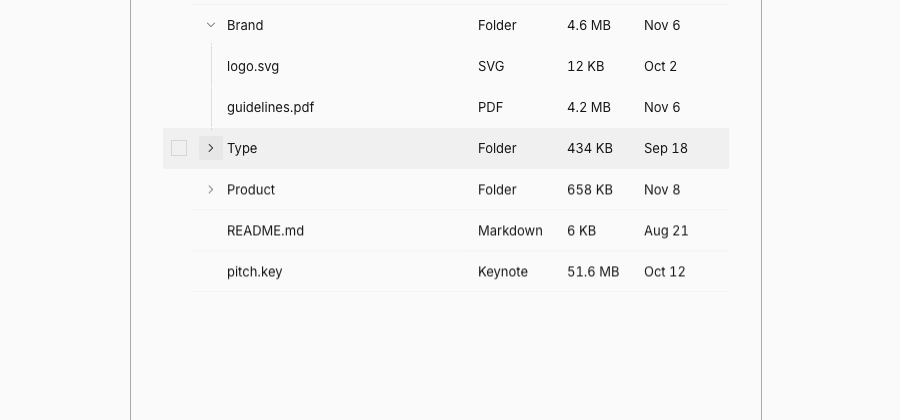 Brand Folder 4.6 MB Nov 6
logo.svg SVG 12 KB Oct 2
guidelines.pdf PDF 4.2 MB Nov 6
Type Folder 434 KB Sep 18
Product Folder 658 KB Nov 8
README.md Markdown 6 KB Aug 21
pitch.key Keynote 51.6 MB Oct 12